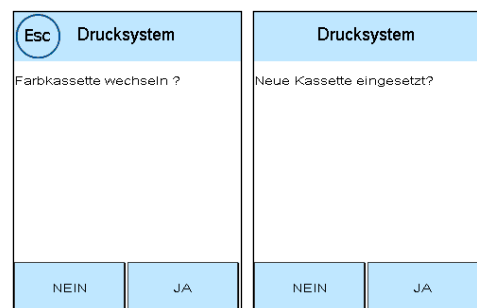 Esc Drucksystem
Farbkassette wechseln ?
NEIN JA
Drucksystem
Neue Kassette eingesetzt?
NEIN JA